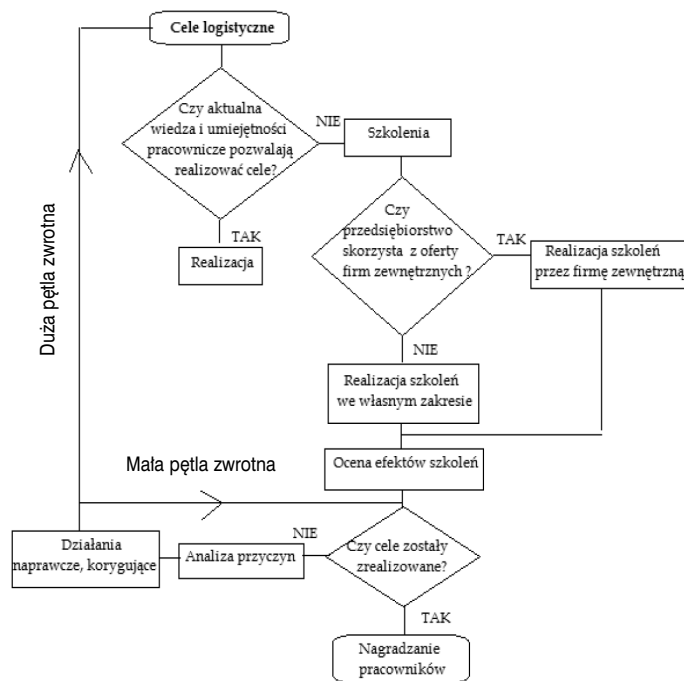 Cele logistyczne
Czy aktualna
wiedza i umiejętności
pracownicze pozwalają
realizować cele?
NIE
Szkolenia
TAK
Realizacja
Czy
przedsiębiorstwo
skorzysta z oferty
firm zewnętrznych ?
TAK
Realizacja szkoleń
przez firmę zewnętrzną
NIE
Realizacja szkoleń
we własnym zakresie
Duża pętla zwrotna
Mała pętla zwrotna
Ocena efektów szkoleń
Działania
naprawcze, korygujące
Analiza przyczyn
NIE
Czy cele zostały
zrealizowane?
TAK
Nagradzanie
pracowników